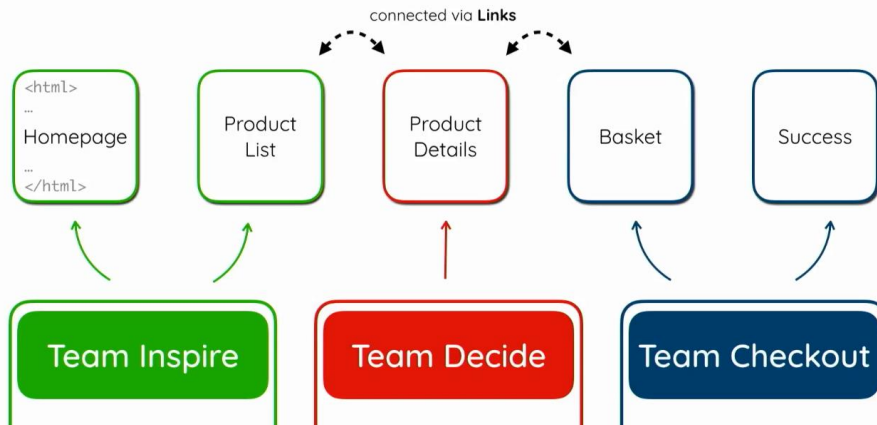 connected via Links
<html>
...
Homepage
...
</html>
Product
List
Product
Details
Basket
Success
Team Inspire
Team Decide
Team Checkout